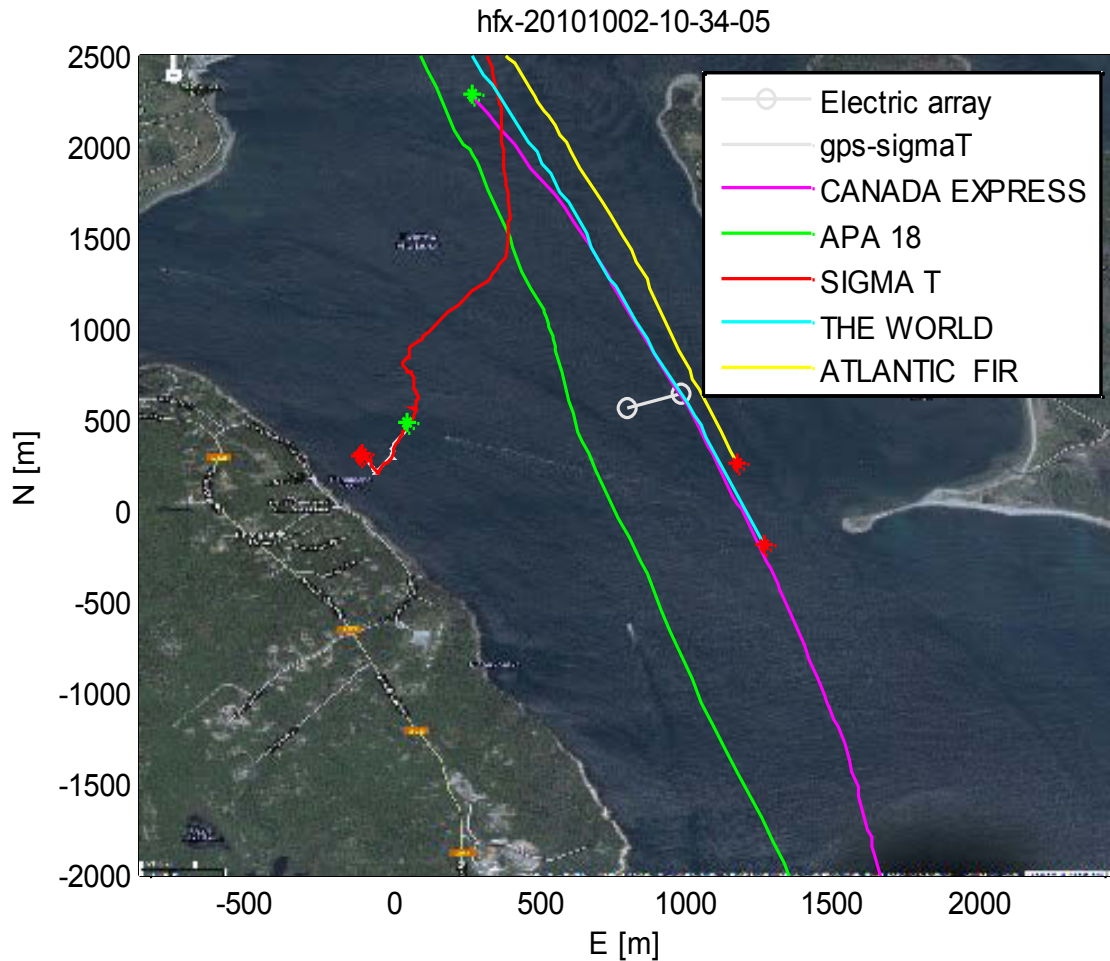 hfx-20101002-10-34-05
2500
2000
1500
1000
500
0
-500
-1000
-1500
-2000
N [m]
Electric array
gps-sigmaT
CANADA EXPRESS
APA 18
SIGMA T
THE WORLD
ATLANTIC FIR
-500 0 500 1000 1500 2000
E [m]